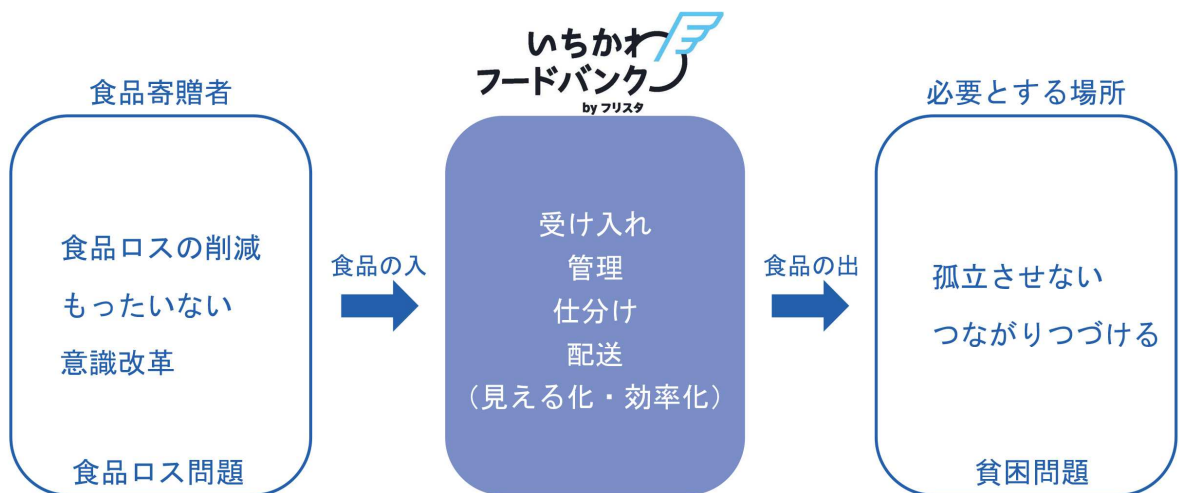 食品寄贈者
食品ロスの削減
もったいない
意識改革
食品ロス問題
食品の入
いちかわ
フードバンク
by フリスタ
受け入れ
管理
仕分け
配送
（見える化・効率化）
食品の出
必要とする場所
孤立させない
つながりつづける
貧困問題